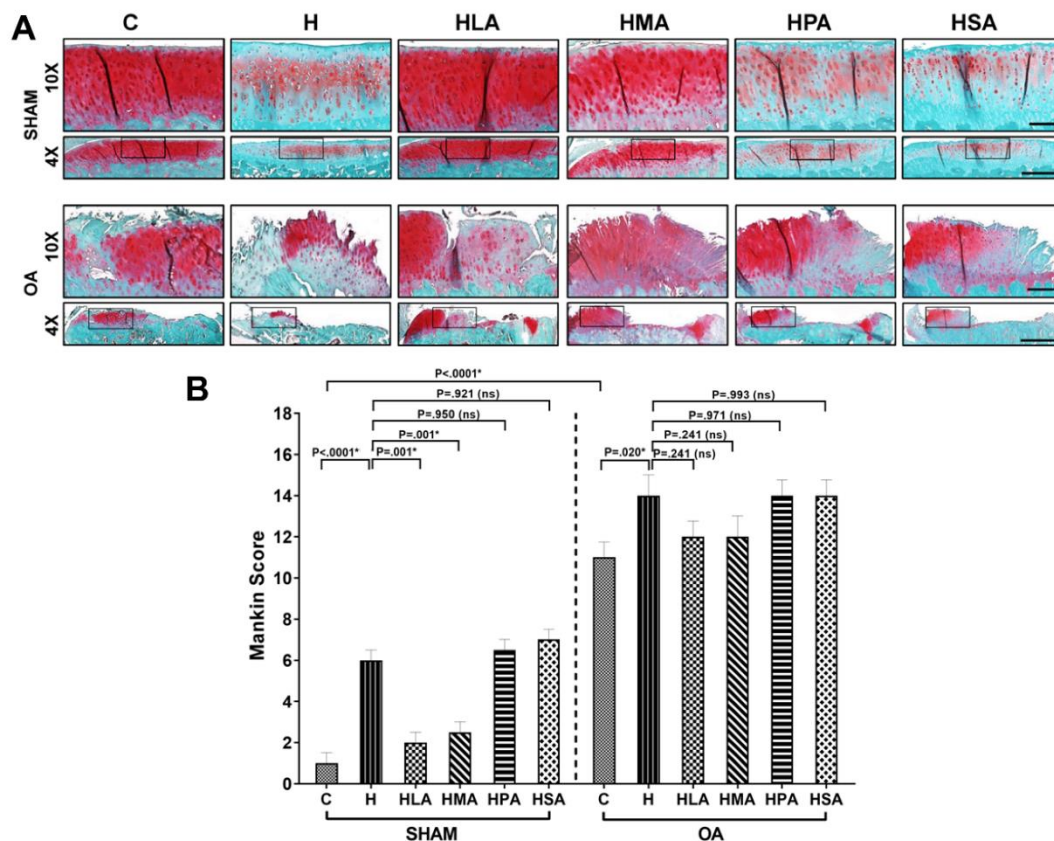 A
C H HLA HMA HPA HSA
SHAM
10X
4X
OA
10X
4X
B
P<.0001*
P=.921 (ns)
P=.993 (ns)
P=.950 (ns)
P=.971 (ns)
P=.001*
P=.241 (ns)
P<.0001*
P=.001*
P=.020*
P=.241 (ns)
Mankin Score
18
16
14
12
10
8
6
4
2
0
C H HLA HMA HPA HSA C H HLA HMA HPA HSA
SHAM OA